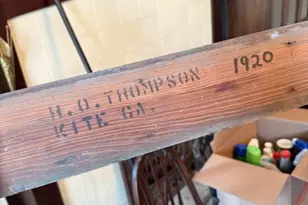 H. O. THOMPSON 1920
KITE GA.